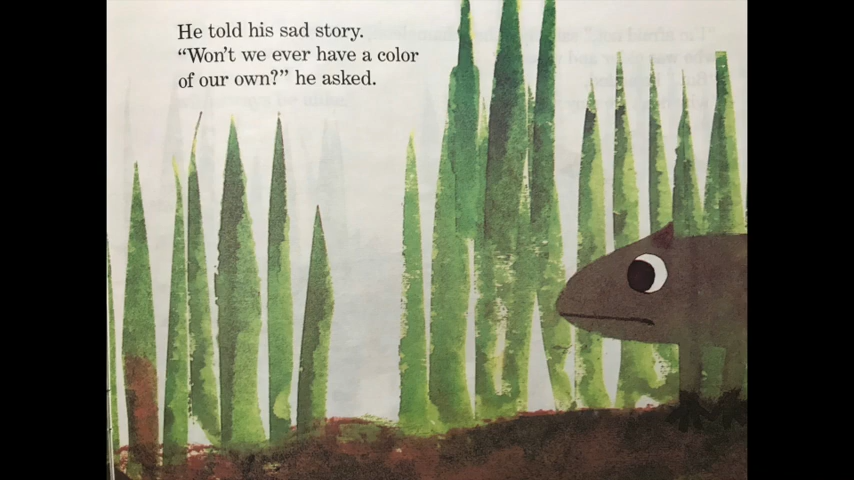 He told his sad story.
“Won’t we ever have a color
of our own?” he asked.